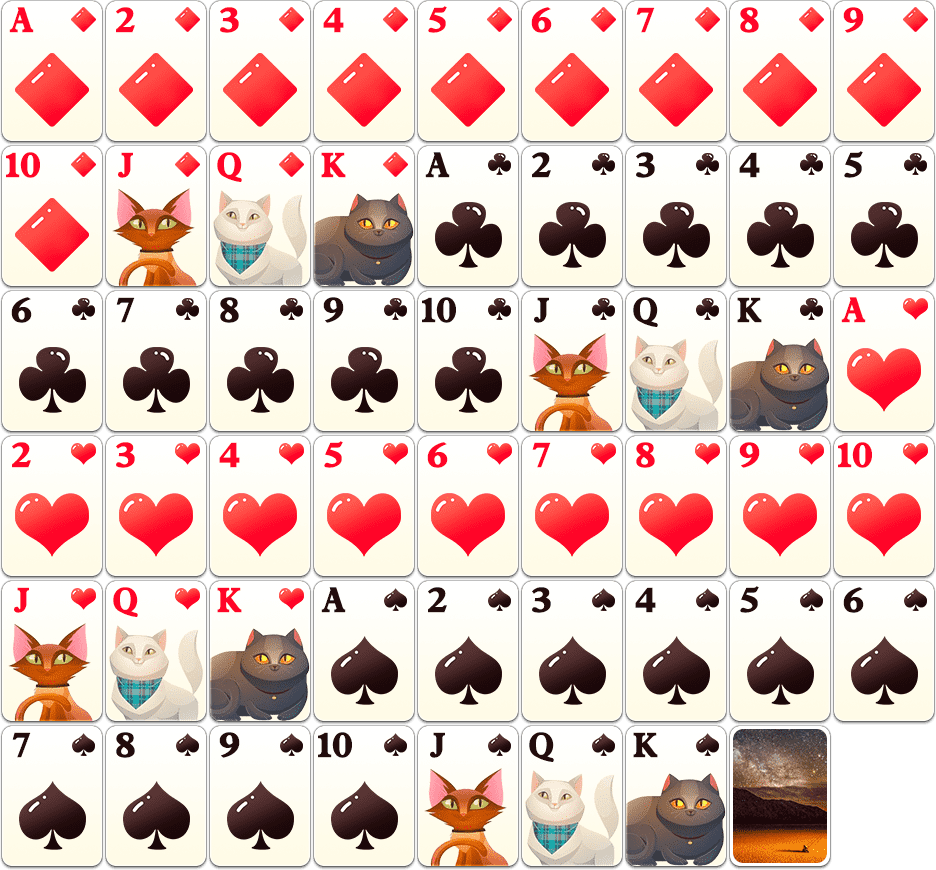 A 2 3 4 5 6 7 8 9
10 J Q K A 2 3 4 5
6 7 8 9 10 J Q K A
2 3 4 5 6 7 8 9 10
J Q K A 2 3 4 5 6
7 8 9 10 J Q K